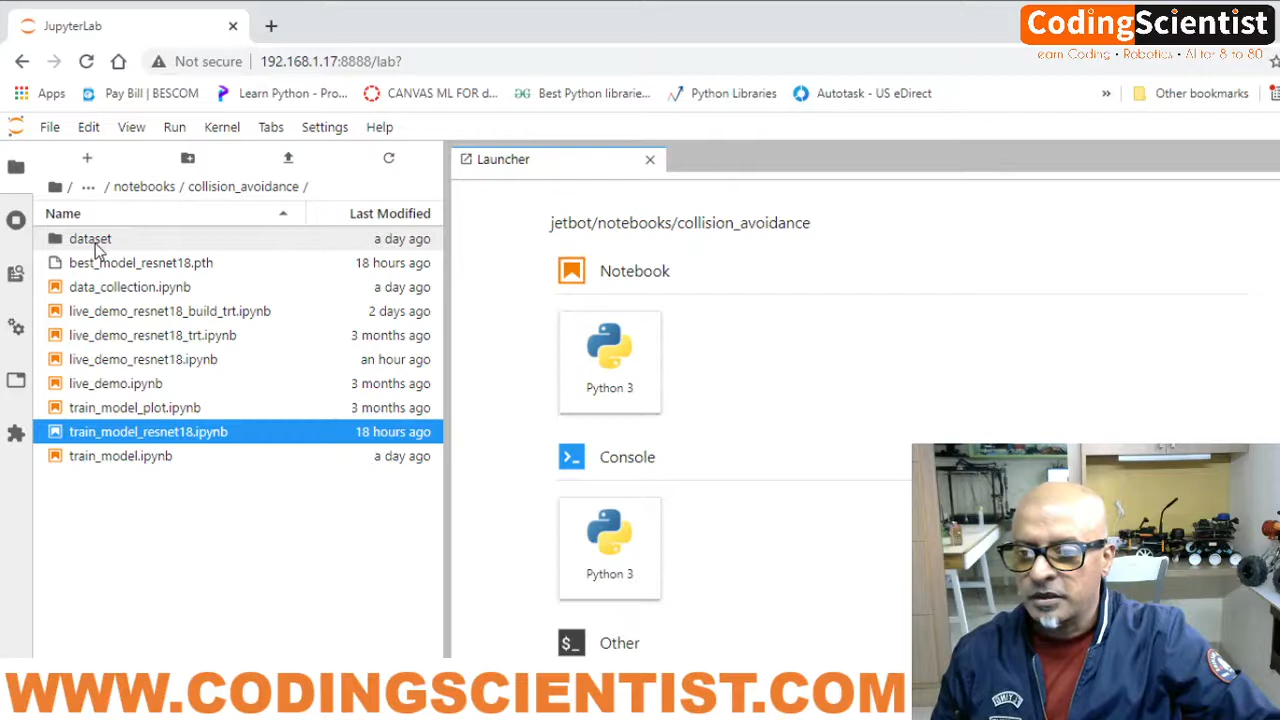 JupyterLab
CodingScientist
earn Coding • Robotics • AI for 8 to 80
Not secure 192.168.1.17:8888/lab?
Apps Pay Bill | BESCOM Learn Python - Pro... CANVAS ML FOR d... Best Python librarie... Python Libraries Autotask - US eDirect » Other bookmarks
File Edit View Run Kernel Tabs Settings Help
Launcher
/ ... / notebooks / collision_avoidance /
Name Last Modified
dataset a day ago
best_model_resnet18.pth 18 hours ago
data_collection.ipynb a day ago
live_demo_resnet18_build_trt.ipynb 2 days ago
live_demo_resnet18_trt.ipynb 3 months ago
live_demo_resnet18.ipynb an hour ago
live_demo.ipynb 3 months ago
train_model_plot.ipynb 3 months ago
train_model_resnet18.ipynb 18 hours ago
train_model.ipynb a day ago
jetbot/notebooks/collision_avoidance
Notebook
Python 3
Console
Python 3
$_ Other
WWW.CODINGSCIENTIST.COM